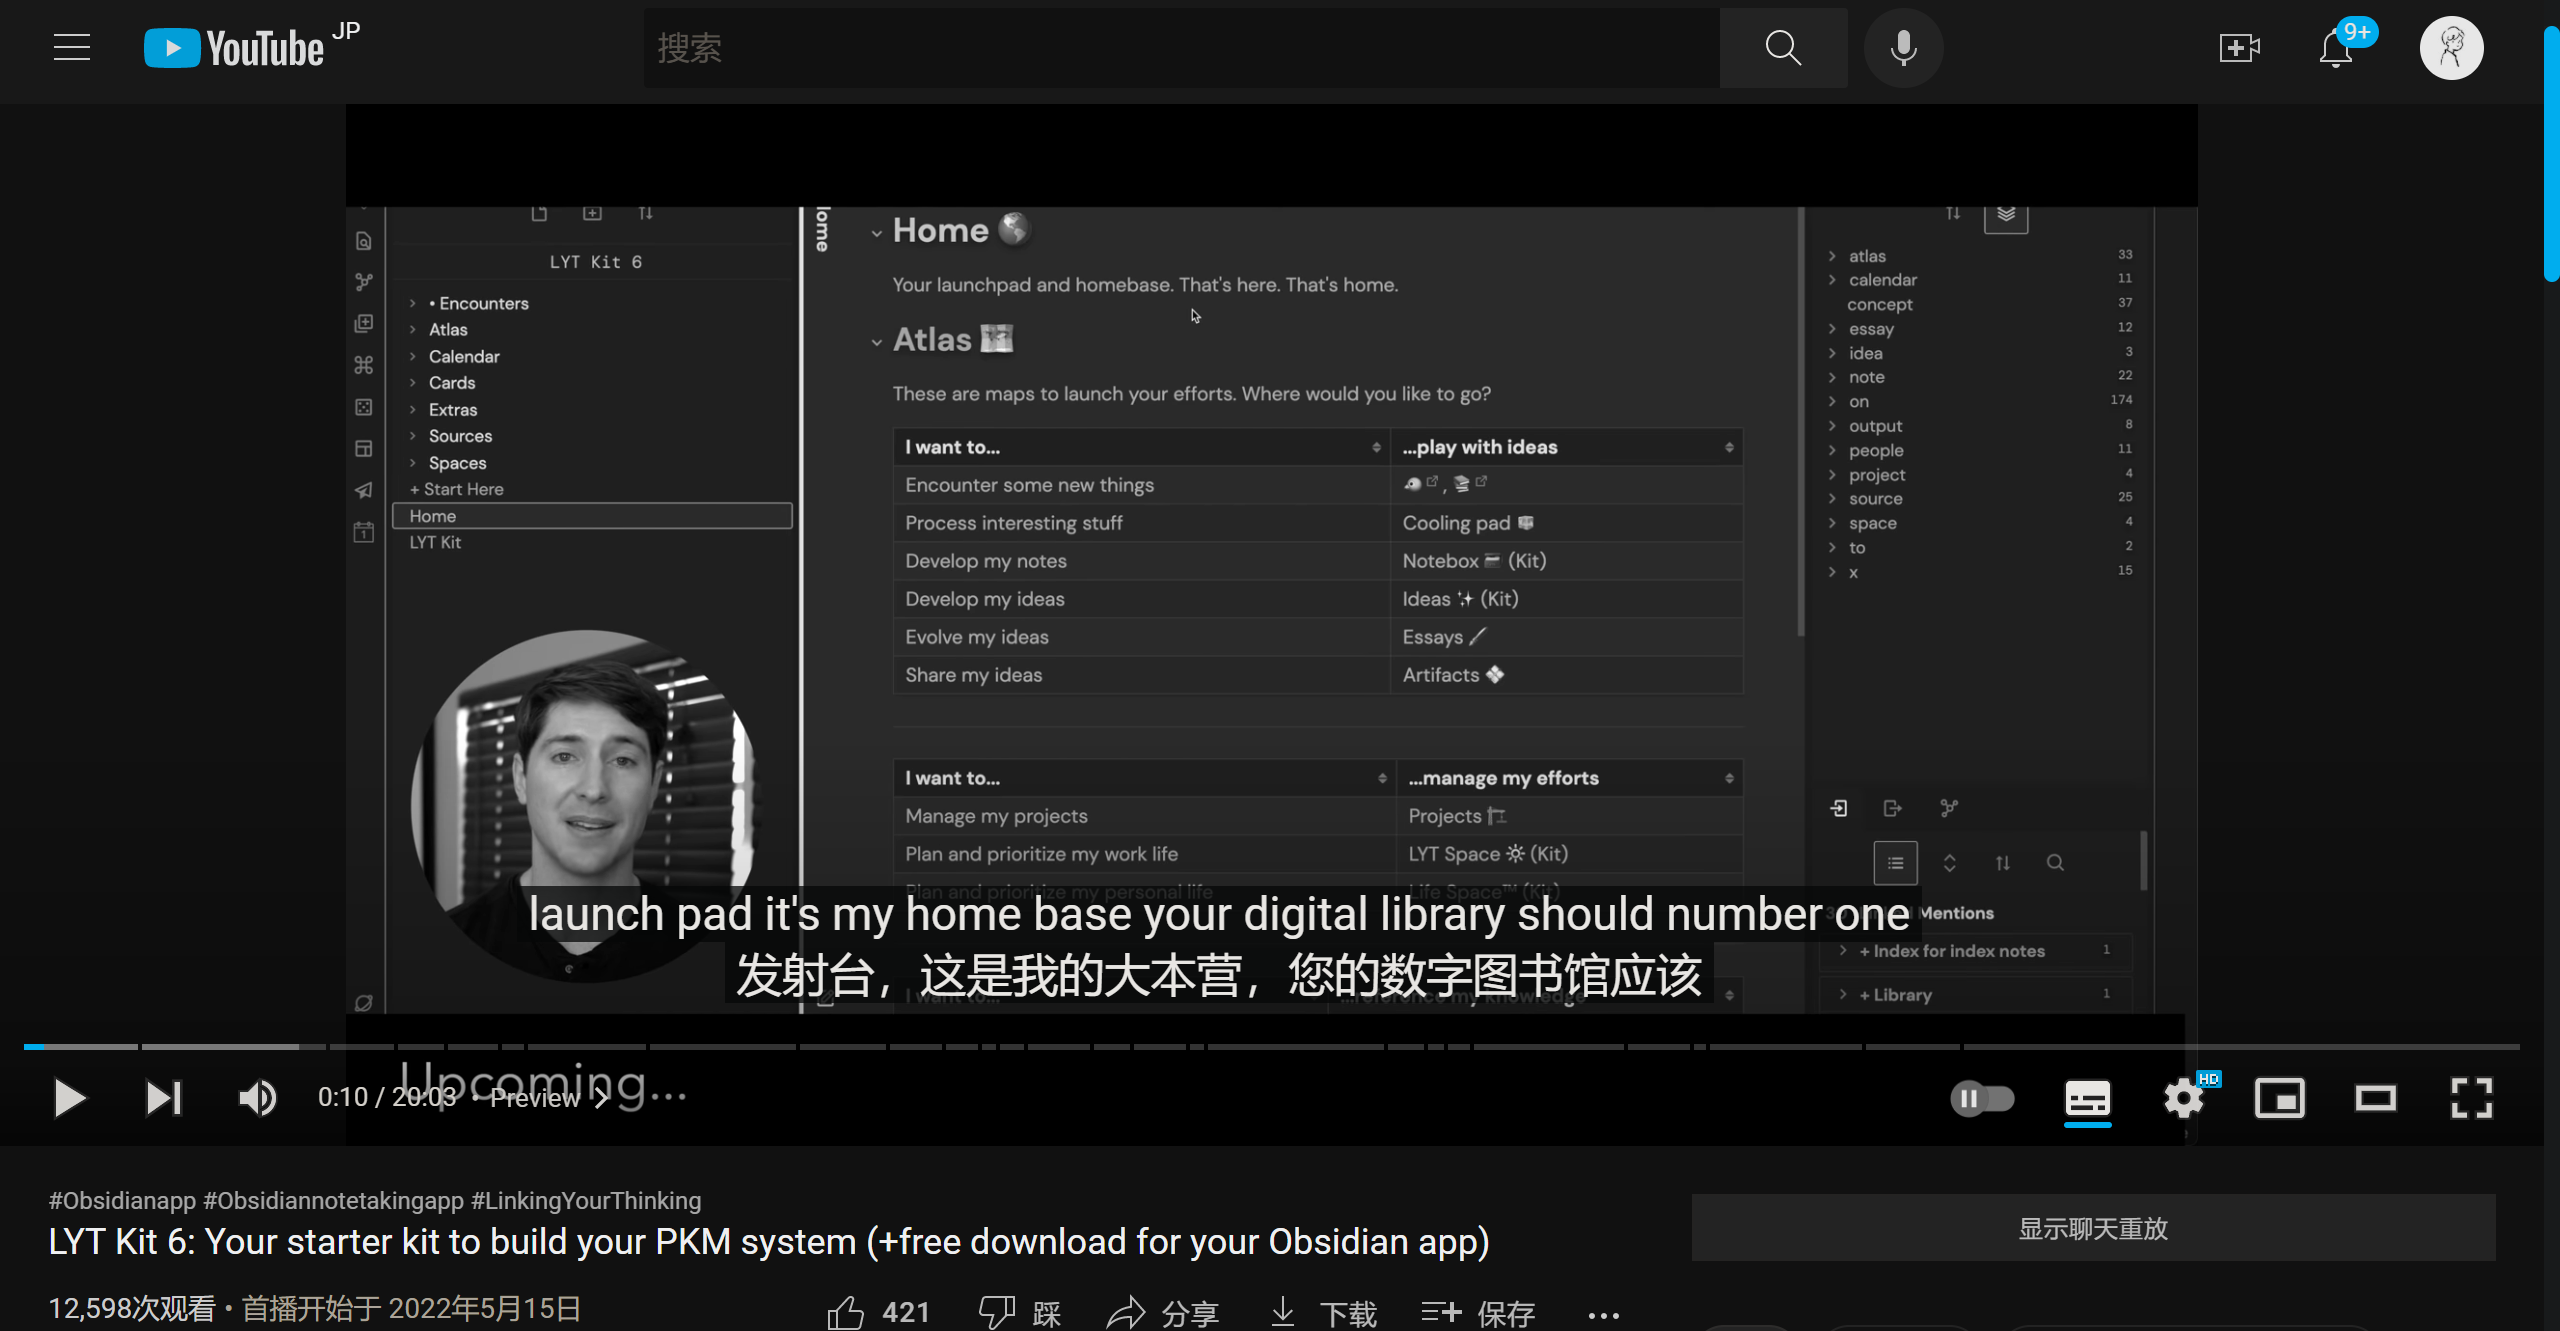 YouTube JP
搜索
9+
LYT Kit 6
• Encounters
Atlas
Calendar
Cards
Extras
Sources
Spaces
+ Start Here
Home
LYT Kit
Home
Home
Your launchpad and homebase. That's here. That's home.
Atlas
These are maps to launch your efforts. Where would you like to go?
I want to... ...play with ideas
Encounter some new things ,
Process interesting stuff Cooling pad
Develop my notes Notebox (Kit)
Develop my ideas Ideas ✨ (Kit)
Evolve my ideas Essays
Share my ideas Artifacts
I want to... ...manage my efforts
Manage my projects Projects
Plan and prioritize my work life LYT Space (Kit)
Plan and prioritize my personal life Life Space™ (Kit)
I want to... ...reference my knowledge
atlas 33
calendar 11
concept 37
essay 12
idea 3
note 22
on 174
output 8
people 11
project 4
source 25
space 4
to 2
x 15
Mentions
+ Index for index notes 1
+ Library 1
launch pad it's my home base your digital library should number one
发射台，这是我的大本营，您的数字图书馆应该
Upcoming...
0:10 / 20:03 • Preview
HD
#Obsidianapp #Obsidiannotetakingapp #LinkingYourThinking
LYT Kit 6: Your starter kit to build your PKM system (+free download for your Obsidian app)
12,598次观看 • 首播开始于 2022年5月15日
421 踩 分享 下载 保存
显示聊天重放